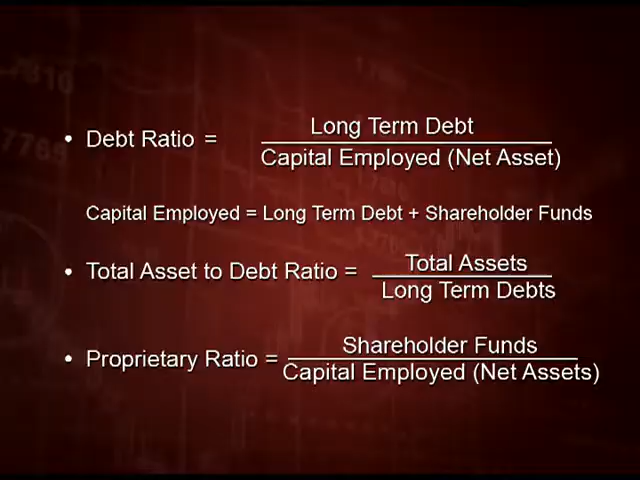 Long Term Debt
• Debt Ratio =
Capital Employed (Net Asset)
Capital Employed = Long Term Debt + Shareholder Funds
Total Assets
• Total Asset to Debt Ratio =
Long Term Debts
Shareholder Funds
• Proprietary Ratio =
Capital Employed (Net Assets)